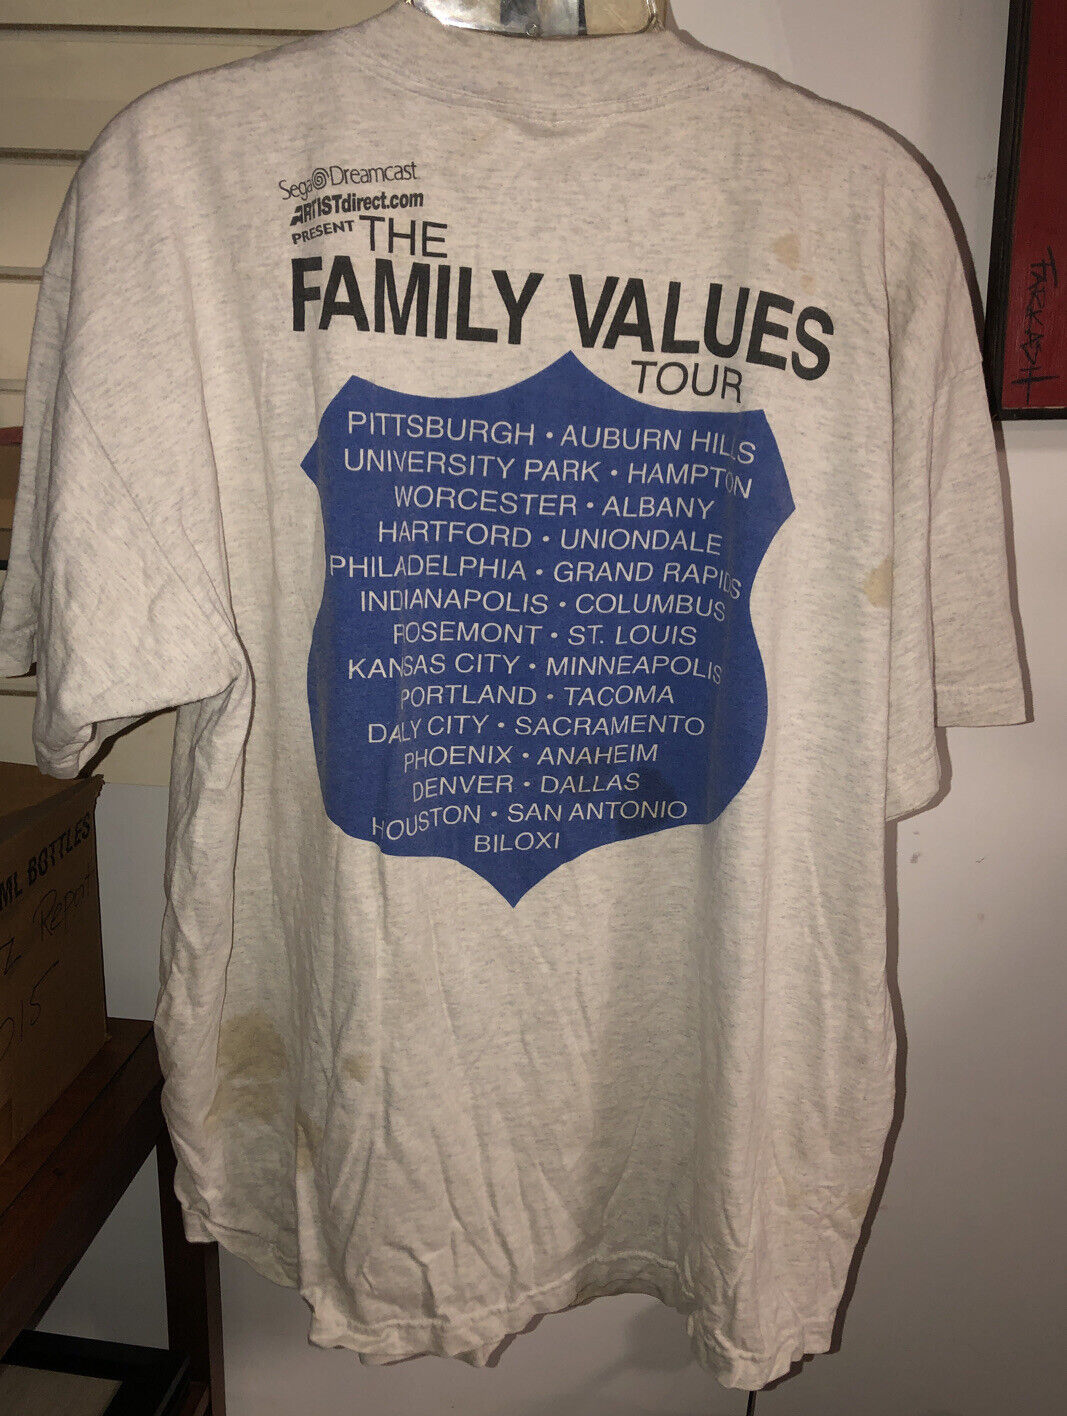 Sega Dreamcast
ARTISTdirect.com
PRESENT THE
FAMILY VALUES
TOUR
PITTSBURGH • AUBURN HILLS
UNIVERSITY PARK • HAMPTON
WORCESTER • ALBANY
HARTFORD • UNIONDALE
PHILADELPHIA • GRAND RAPIDS
INDIANAPOLIS • COLUMBUS
ROSEMONT • ST. LOUIS
KANSAS CITY • MINNEAPOLIS
PORTLAND • TACOMA
DALY CITY • SACRAMENTO
PHOENIX • ANAHEIM
DENVER • DALLAS
HOUSTON • SAN ANTONIO
BILOXI
ML BOTTLES